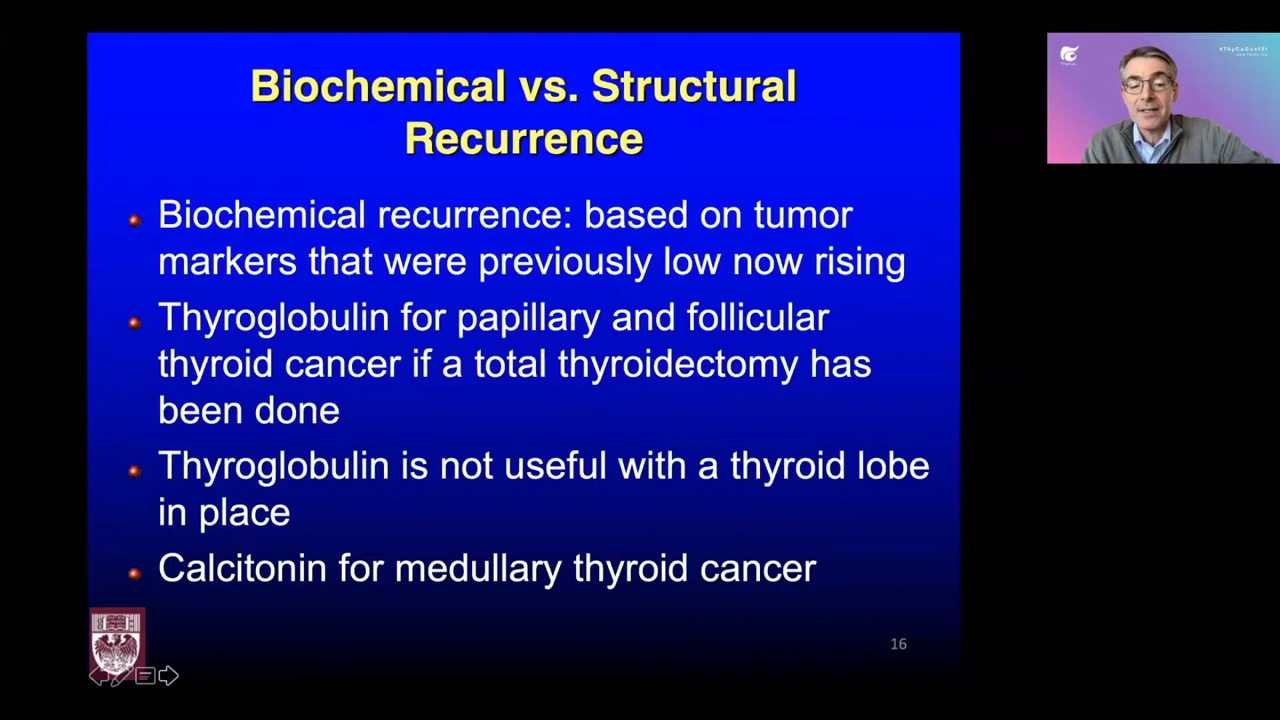 Biochemical vs. Structural
Recurrence
Biochemical recurrence: based on tumor
markers that were previously low now rising
Thyroglobulin for papillary and follicular
thyroid cancer if a total thyroidectomy has
been done
Thyroglobulin is not useful with a thyroid lobe
in place
Calcitonin for medullary thyroid cancer
16